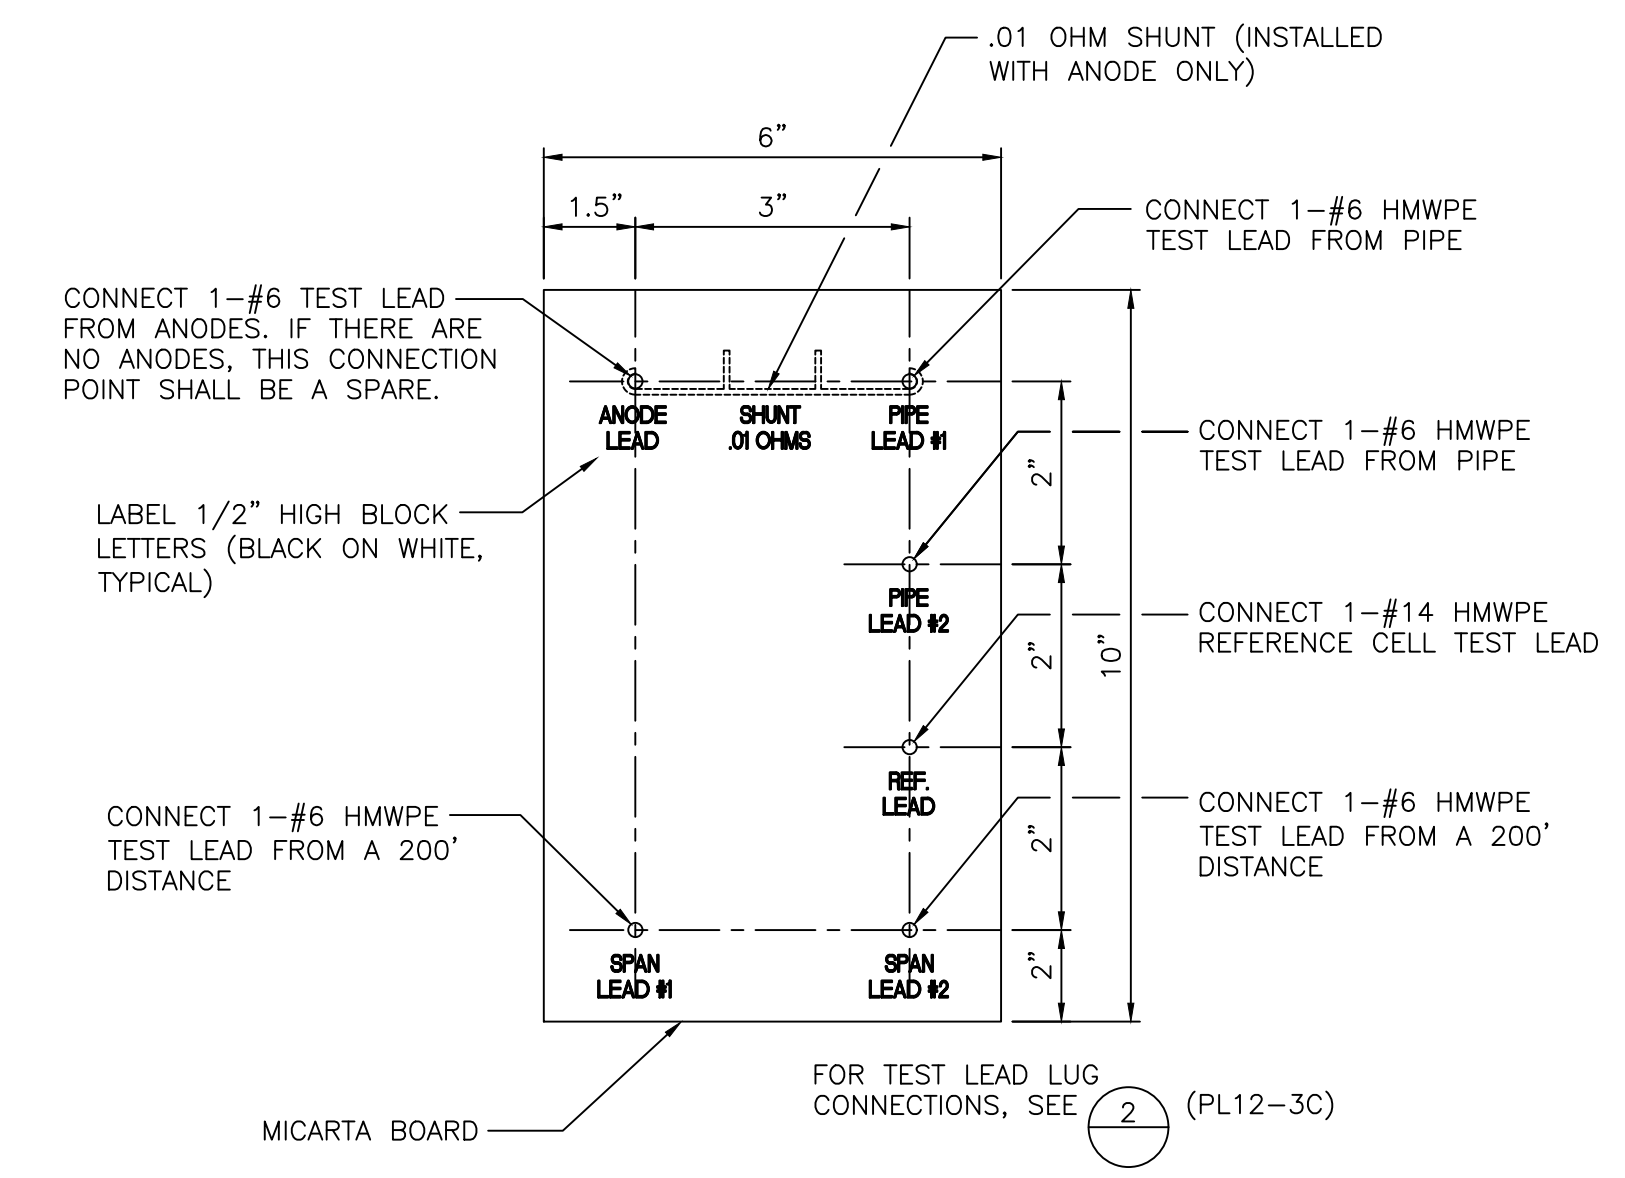 .01 OHM SHUNT (INSTALLED
WITH ANODE ONLY)
6”
1.5”
3”
CONNECT 1-#6 HMWPE
TEST LEAD FROM PIPE
CONNECT 1-#6 TEST LEAD
FROM ANODES. IF THERE ARE
NO ANODES, THIS CONNECTION
POINT SHALL BE A SPARE.
ANODE
LEAD
SHUNT
.01 OHMS
PIPE
LEAD #1
CONNECT 1-#6 HMWPE
TEST LEAD FROM PIPE
2”
LABEL 1/2” HIGH BLOCK
LETTERS (BLACK ON WHITE,
TYPICAL)
PIPE
LEAD #2
CONNECT 1-#14 HMWPE
REFERENCE CELL TEST LEAD
2”
10”
REF.
LEAD
CONNECT 1-#6 HMWPE
TEST LEAD FROM A 200’
DISTANCE
CONNECT 1-#6 HMWPE
TEST LEAD FROM A 200’
DISTANCE
2”
SPAN
LEAD #1
SPAN
LEAD #2
2”
FOR TEST LEAD LUG
CONNECTIONS, SEE
2
(PL12-3C)
MICARTA BOARD